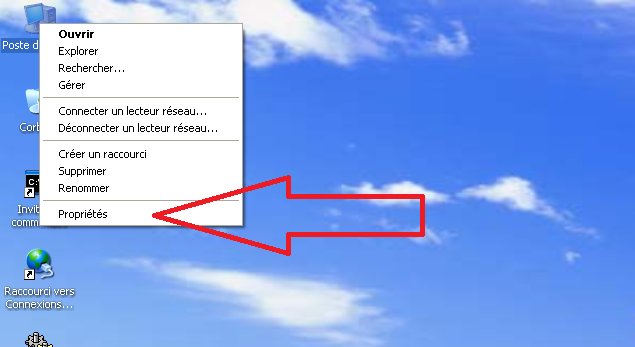 Poste d
Ouvrir
Explorer
Rechercher...
Gérer
Connecter un lecteur réseau...
Déconnecter un lecteur réseau...
Créer un raccourci
Supprimer
Renommer
Propriétés
Corb
C:\
Invit
comm
Raccourci vers
Connexions...